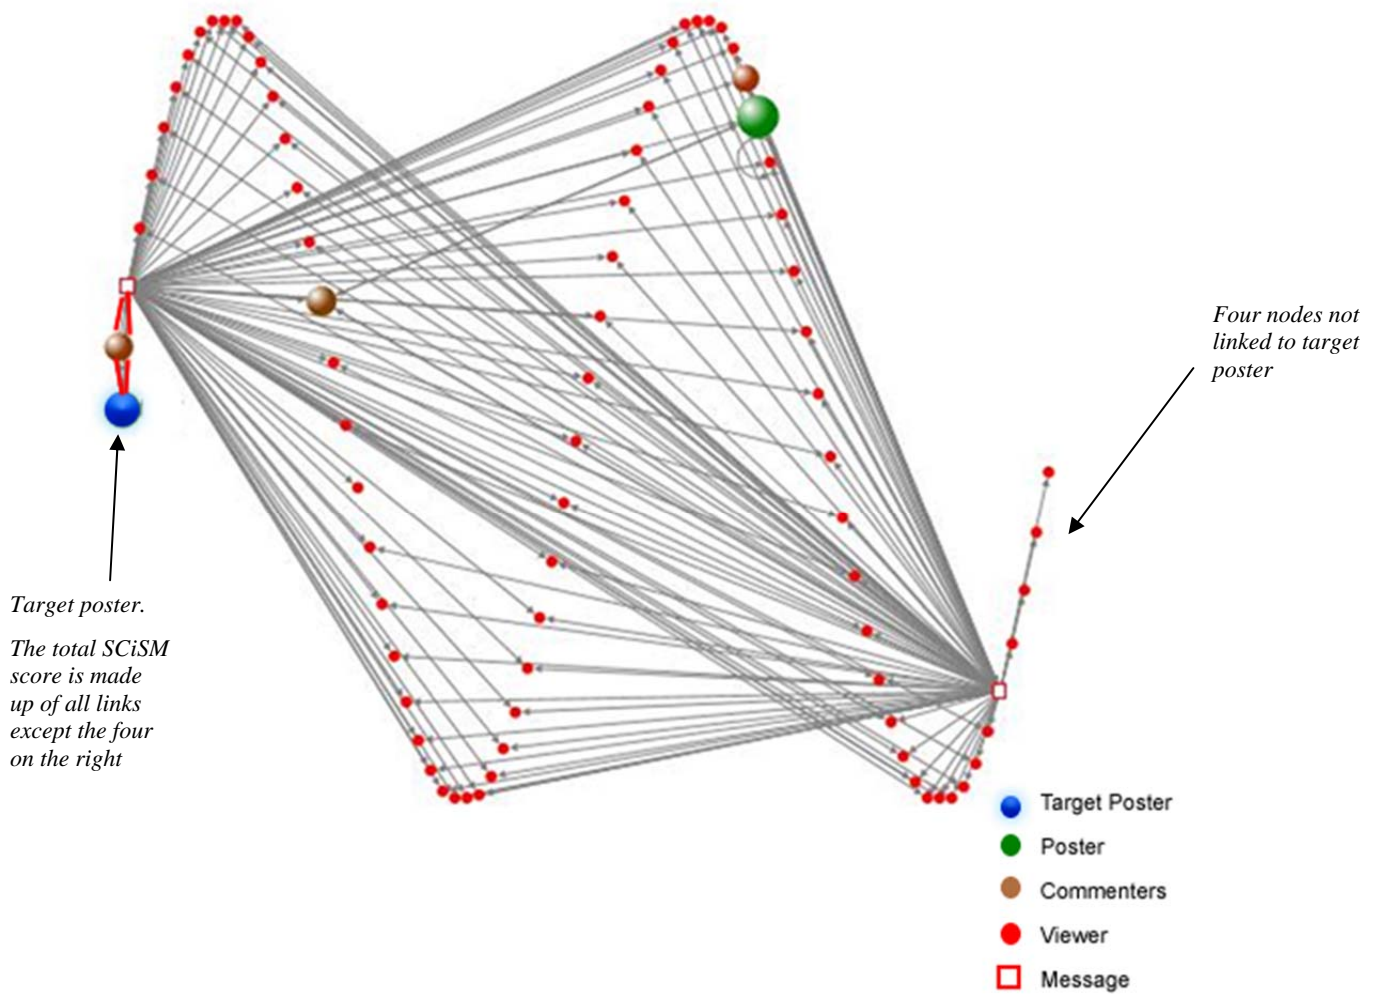 Four nodes not
linked to target
poster
Target poster.
The total SCiSM
score is made
up of all links
except the four
on the right
Target Poster
Poster
Commenters
Viewer
Message